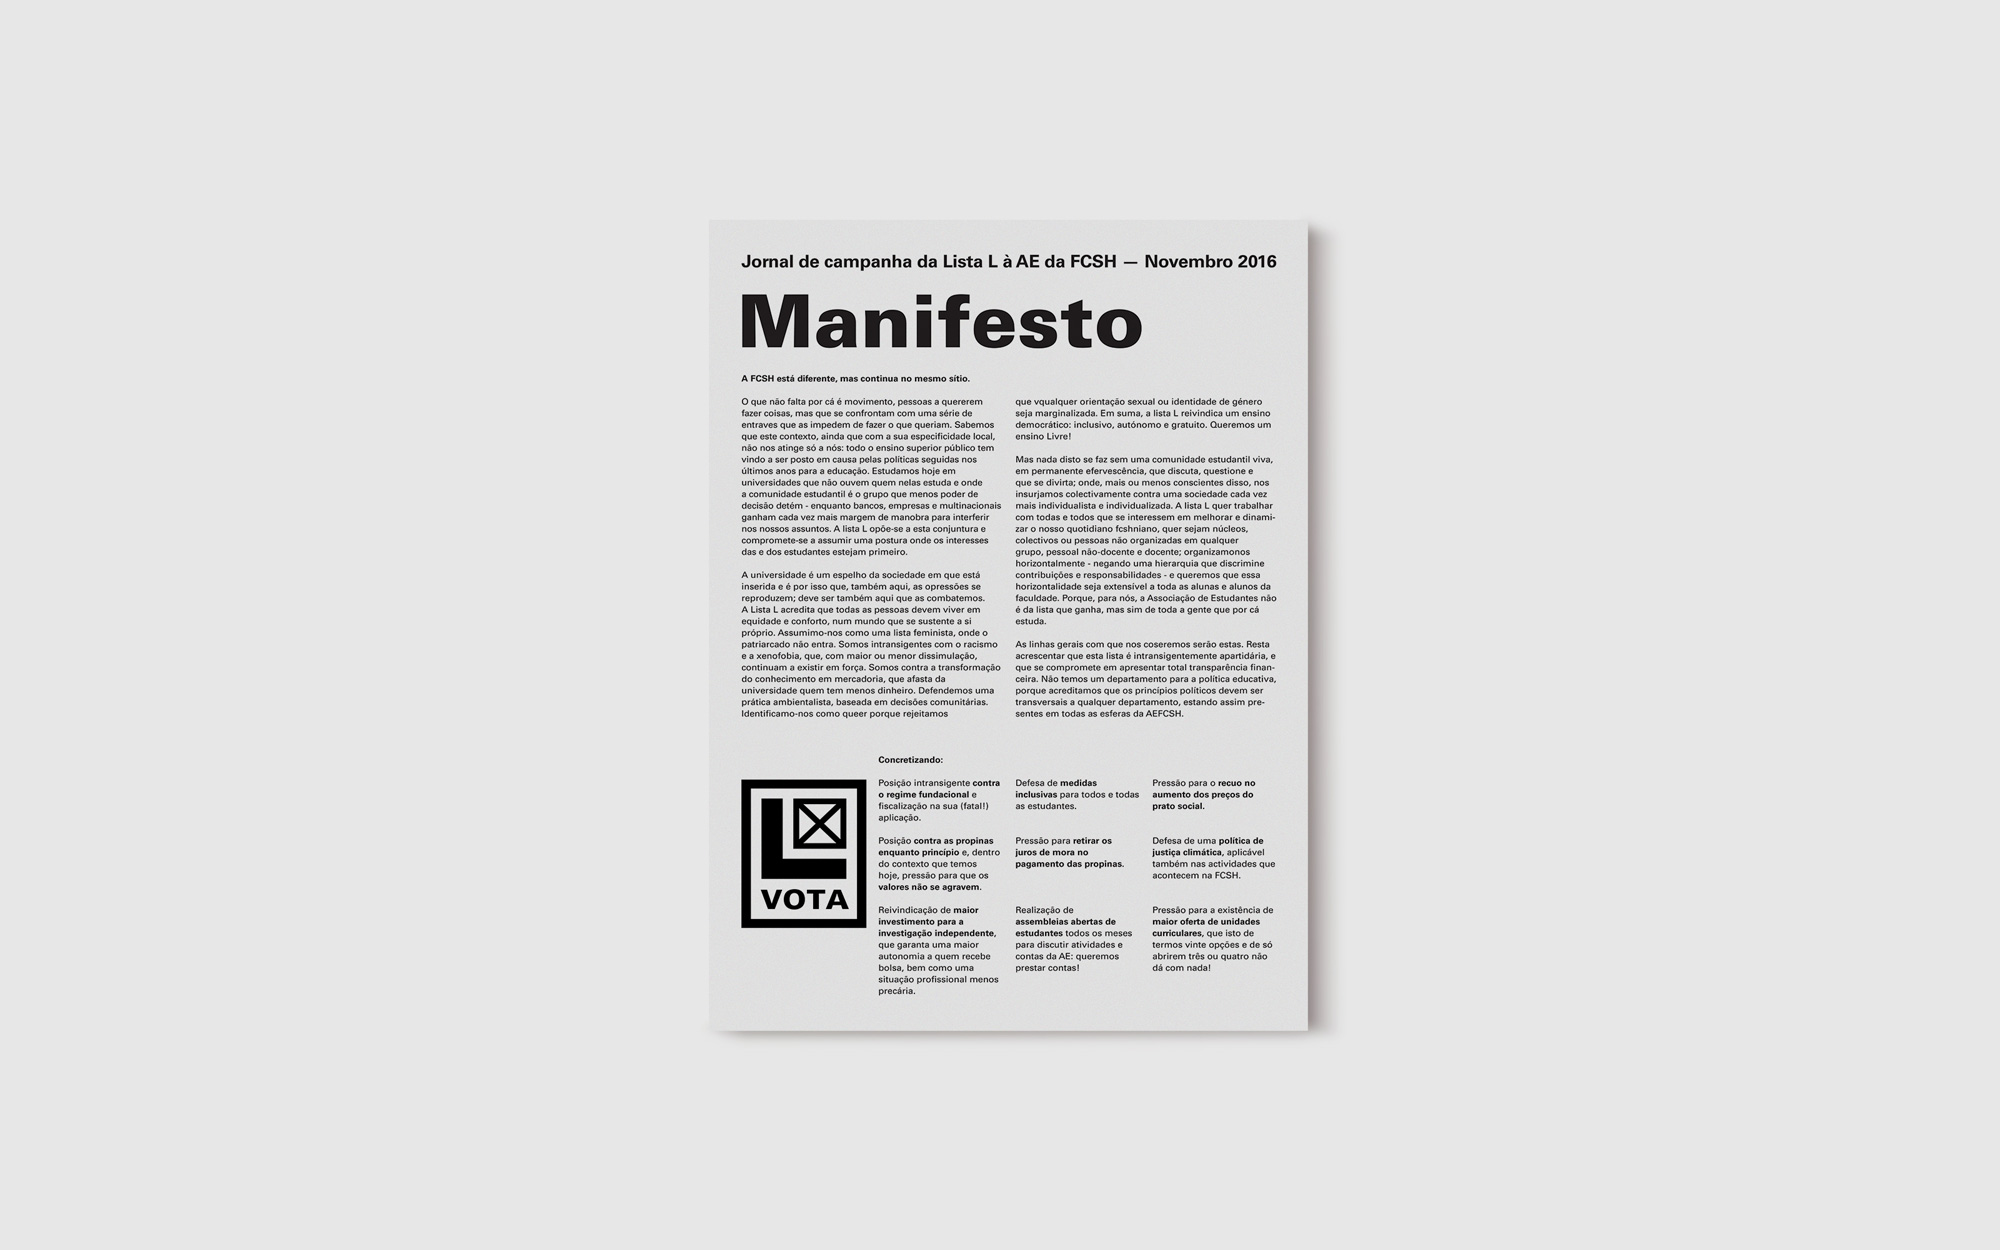 Jornal de campanha da Lista L à AE da FCSH — Novembro 2016
Manifesto
A FCSH está diferente, mas continua no mesmo sítio.
O que não falta por cá é movimento, pessoas a quererem
fazer coisas, mas que se confrontam com uma série de
entraves que as impedem de fazer o que queriam. Sabemos
que este contexto, ainda que com a sua especificidade local,
não nos atinge só a nós: todo o ensino superior público tem
vindo a ser posto em causa pelas políticas seguidas nos
últimos anos para a educação. Estudamos hoje em
universidades que não ouvem quem nelas estuda e onde
a comunidade estudantil é o grupo que menos poder de
decisão detém - enquanto bancos, empresas e multinacionais
ganham cada vez mais margem de manobra para interferir
nos nossos assuntos. A lista L opõe-se a esta conjuntura e
compromete-se a assumir uma postura onde os interesses
das e dos estudantes estejam primeiro.
A universidade é um espelho da sociedade em que está
inserida e é por isso que, também aqui, as opressões se
reproduzem; deve ser também aqui que as combatemos.
A Lista L acredita que todas as pessoas devem viver em
equidade e conforto, num mundo que se sustente a si
próprio. Assumimo-nos como uma lista feminista, onde o
patriarcado não entra. Somos intransigentes com o racismo
e a xenofobia, que, com maior ou menor dissimulação,
continuam a existir em força. Somos contra a transformação
do conhecimento em mercadoria, que afasta da
universidade quem tem menos dinheiro. Defendemos uma
prática ambientalista, baseada em decisões comunitárias.
Identificamo-nos como queer porque rejeitamos
que vqualquer orientação sexual ou identidade de género
seja marginalizada. Em suma, a lista L reivindica um ensino
democrático: inclusivo, autónomo e gratuito. Queremos um
ensino Livre!
Mas nada disto se faz sem uma comunidade estudantil viva,
em permanente efervescência, que discuta, questione e
que se divirta; onde, mais ou menos conscientes disso, nos
insurjamos colectivamente contra uma sociedade cada vez
mais individualista e individualizada. A lista L quer trabalhar
com todas e todos que se interessem em melhorar e dinami-
zar o nosso quotidiano fcshniano, quer sejam núcleos,
colectivos ou pessoas não organizadas em qualquer
grupo, pessoal não-docente e docente; organizamonos
horizontalmente - negando uma hierarquia que discrimine
contribuições e responsabilidades - e queremos que essa
horizontalidade seja extensível a toda as alunas e alunos da
faculdade. Porque, para nós, a Associação de Estudantes não
é da lista que ganha, mas sim de toda a gente que por cá
estuda.
As linhas gerais com que nos coseremos serão estas. Resta
acrescentar que esta lista é intransigentemente apartidária, e
que se compromete em apresentar total transparência finan-
ceira. Não temos um departamento para a política educativa,
porque acreditamos que os princípios políticos devem ser
transversais a qualquer departamento, estando assim pre-
sentes em todas as esferas da AEFCSH.
L
VOTA
Concretizando:
Posição intransigente contra
o regime fundacional e
fiscalização na sua (fatal!)
aplicação.
Posição contra as propinas
enquanto princípio e, dentro
do contexto que temos
hoje, pressão para que os
valores não se agravem.
Reivindicação de maior
investimento para a
investigação independente,
que garanta uma maior
autonomia a quem recebe
bolsa, bem como uma
situação profissional menos
precária.
Defesa de medidas
inclusivas para todos e todas
as estudantes.
Pressão para retirar os
juros de mora no
pagamento das propinas.
Realização de
assembleias abertas de
estudantes todos os meses
para discutir atividades e
contas da AE: queremos
prestar contas!
Pressão para o recuo no
aumento dos preços do
prato social.
Defesa de uma política de
justiça climática, aplicável
também nas actividades que
acontecem na FCSH.
Pressão para a existência de
maior oferta de unidades
curriculares, que isto de
termos vinte opções e de só
abrirem três ou quatro não
dá com nada!